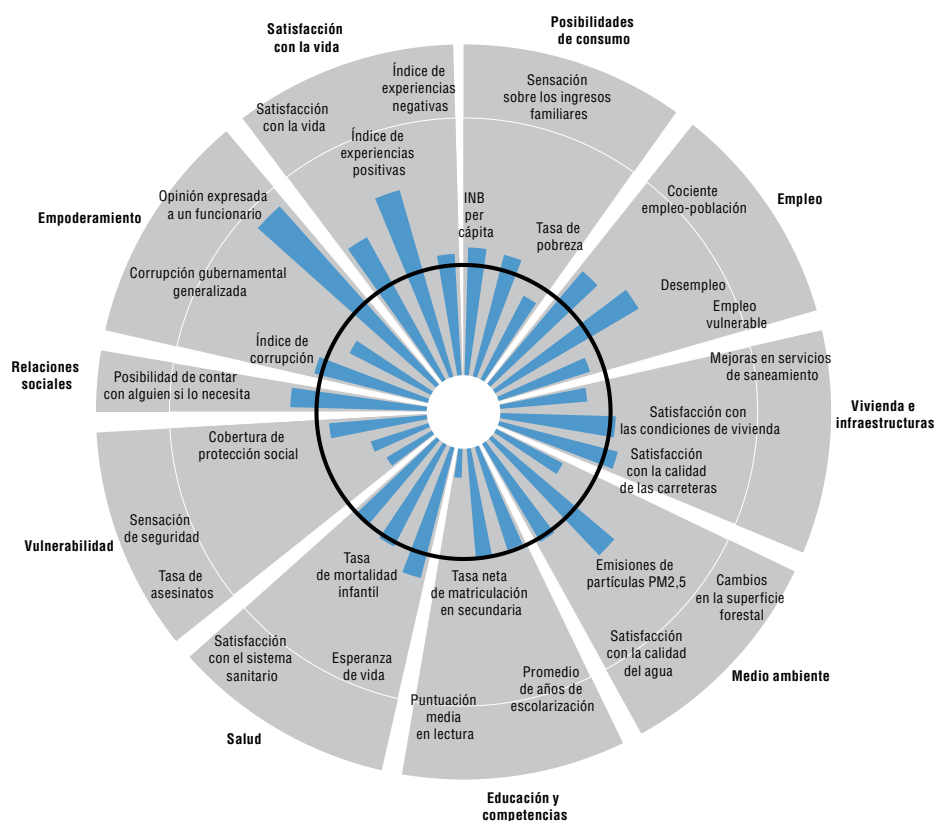 Posibilidades
de consumo
Sensación
sobre los ingresos
familiares
INB
per
cápita
Tasa de
pobreza
Empleo
Cociente
empleo-población
Desempleo
Empleo
vulnerable
Vivienda e
infraestructuras
Mejoras en servicios
de saneamiento
Satisfacción con
las condiciones de vivienda
Satisfacción
con la calidad
de las carreteras
Medio ambiente
Emisiones de
partículas PM2,5
Cambios
en la superficie
forestal
Satisfacción
con la calidad
del agua
Educación y
competencias
Tasa neta
de matriculación
en secundaria
Promedio
de años de
escolarización
Puntuación
media
en lectura
Salud
Tasa
de mortalidad
infantil
Esperanza
de vida
Satisfacción
con el sistema
sanitario
Vulnerabilidad
Cobertura de
protección social
Sensación
de seguridad
Tasa de
asesinatos
Relaciones
sociales
Posibilidad de contar
con alguien si lo necesita
Empoderamiento
Opinión expresada
a un funcionario
Corrupción gubernamental
generalizada
Índice de
corrupción
Satisfacción
con la vida
Satisfacción
con la vida
Índice de
experiencias
negativas
Índice de
experiencias
positivas